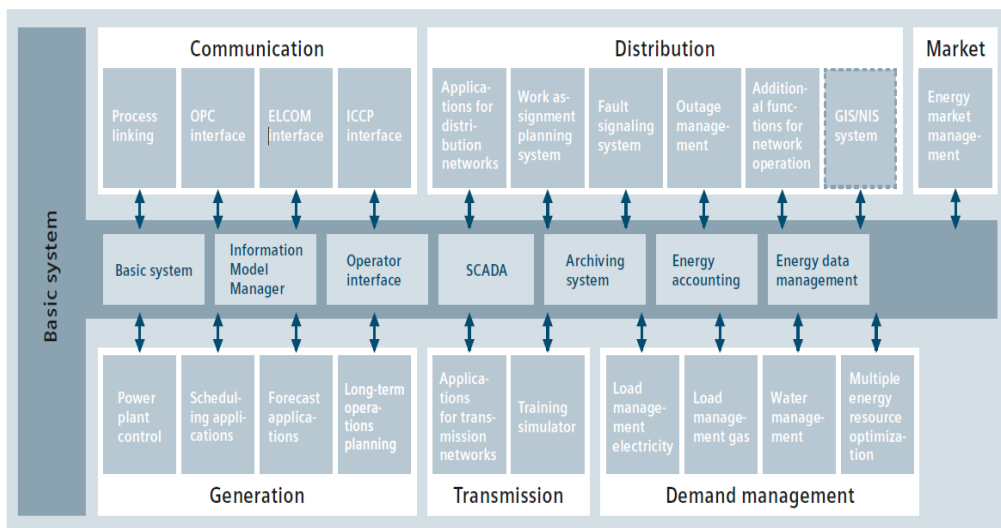 Communication
Distribution
Market
Process
linking
OPC
interface
ELCOM
interface
ICCP
interface
Applica-
tions for
distri-
bution
networks
Work as-
signment
planning
system
Fault
signaling
system
Outage
manage-
ment
Addition-
al func-
tions for
network
operation
GIS/NIS
system
Energy
market
manage-
ment
Basic system
Basic system
Information
Model
Manager
Operator
interface
SCADA
Archiving
system
Energy
accounting
Energy data
management
Power
plant
control
Schedul-
ing appli-
cations
Forecast
applica-
tions
Long-term
oper-
ations
planning
Applica-
tions
for trans-
mission
networks
Training
simulator
Load
manage-
ment
electricity
Load
manage-
ment gas
Water
manage-
ment
Multiple
energy
resource
optimiza-
tion
Generation
Transmission
Demand management